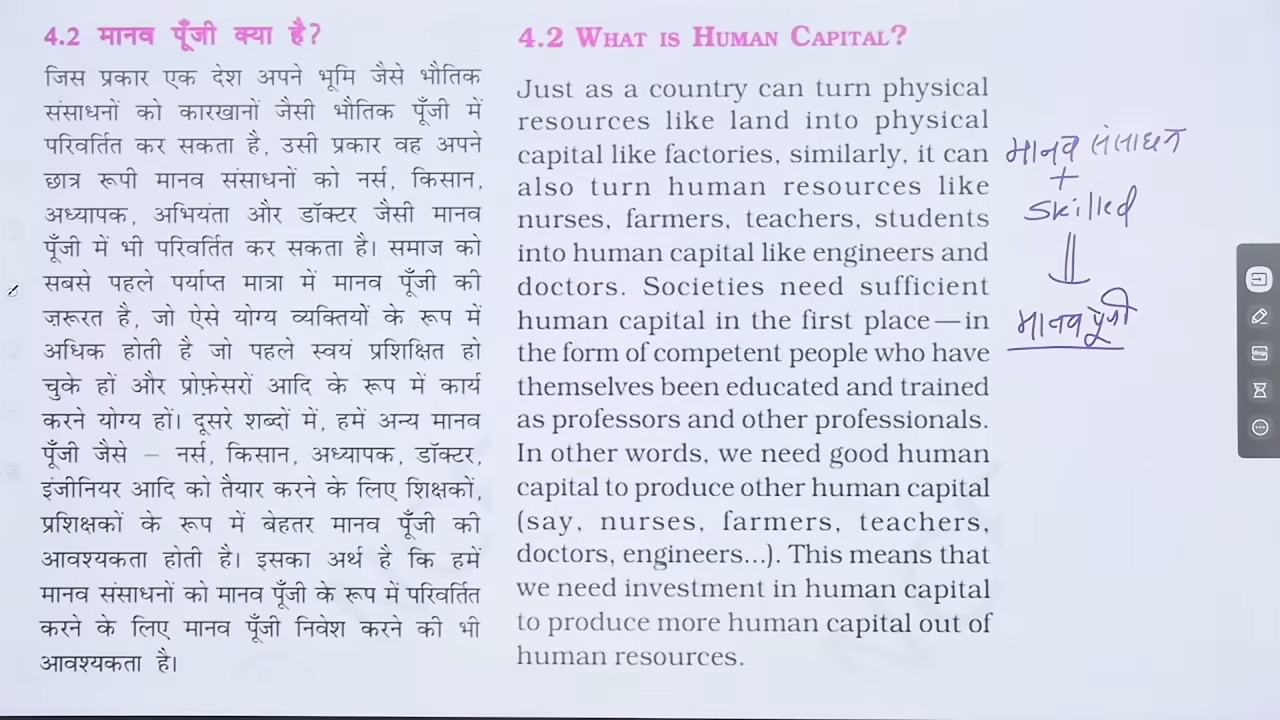 4.2 मानव पूँजी क्या है?
जिस प्रकार एक देश अपने भूमि जैसे भौतिक
संसाधनों को कारखानों जैसी भौतिक पूँजी में
परिवर्तित कर सकता है, उसी प्रकार वह अपने
छात्र रूपी मानव संसाधनों को नर्स, किसान,
अध्यापक, अभियंता और डॉक्टर जैसी मानव
पूँजी में भी परिवर्तित कर सकता है। समाज को
सबसे पहले पर्याप्त मात्रा में मानव पूँजी की
ज़रूरत है, जो ऐसे योग्य व्यक्तियों के रूप में
अधिक होती है जो पहले स्वयं प्रशिक्षित हो
चुके हों और प्रोफ़ेसरों आदि के रूप में कार्य
करने योग्य हों। दूसरे शब्दों में, हमें अन्य मानव
पूँजी जैसे – नर्स, किसान, अध्यापक, डॉक्टर,
इंजीनियर आदि को तैयार करने के लिए शिक्षकों,
प्रशिक्षकों के रूप में बेहतर मानव पूँजी की
आवश्यकता होती है। इसका अर्थ है कि हमें
मानव संसाधनों को मानव पूँजी के रूप में परिवर्तित
करने के लिए मानव पूँजी निवेश करने की भी
आवश्यकता है।
4.2 WHAT IS HUMAN CAPITAL?
Just as a country can turn physical
resources like land into physical
capital like factories, similarly, it can
also turn human resources like
nurses, farmers, teachers, students
into human capital like engineers and
doctors. Societies need sufficient
human capital in the first place—in
the form of competent people who have
themselves been educated and trained
as professors and other professionals.
In other words, we need good human
capital to produce other human capital
(say, nurses, farmers, teachers,
doctors, engineers...). This means that
we need investment in human capital
to produce more human capital out of
human resources.
मानव संसाधन
+
skilled
मानव पूँजी